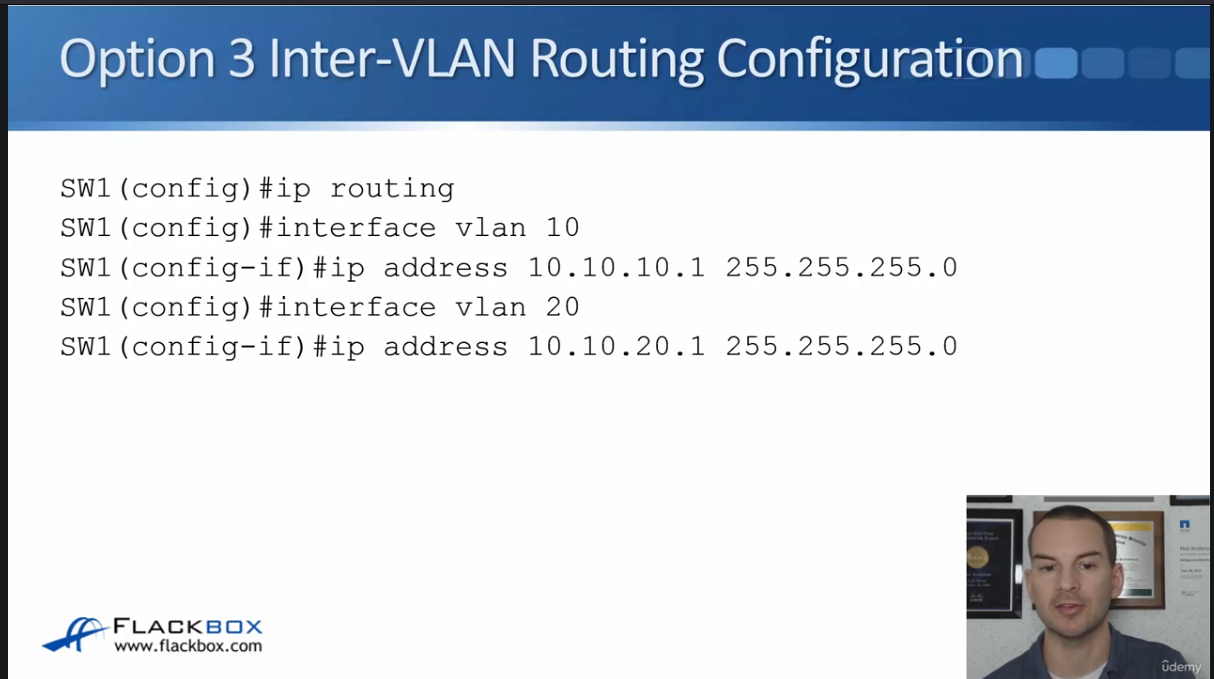 Option 3 Inter-VLAN Routing Configuration
SW1(config)#ip routing
SW1(config)#interface vlan 10
SW1(config-if)#ip address 10.10.10.1 255.255.255.0
SW1(config)#interface vlan 20
SW1(config-if)#ip address 10.10.20.1 255.255.255.0
FLACKBOX
www.flackbox.com
udemy